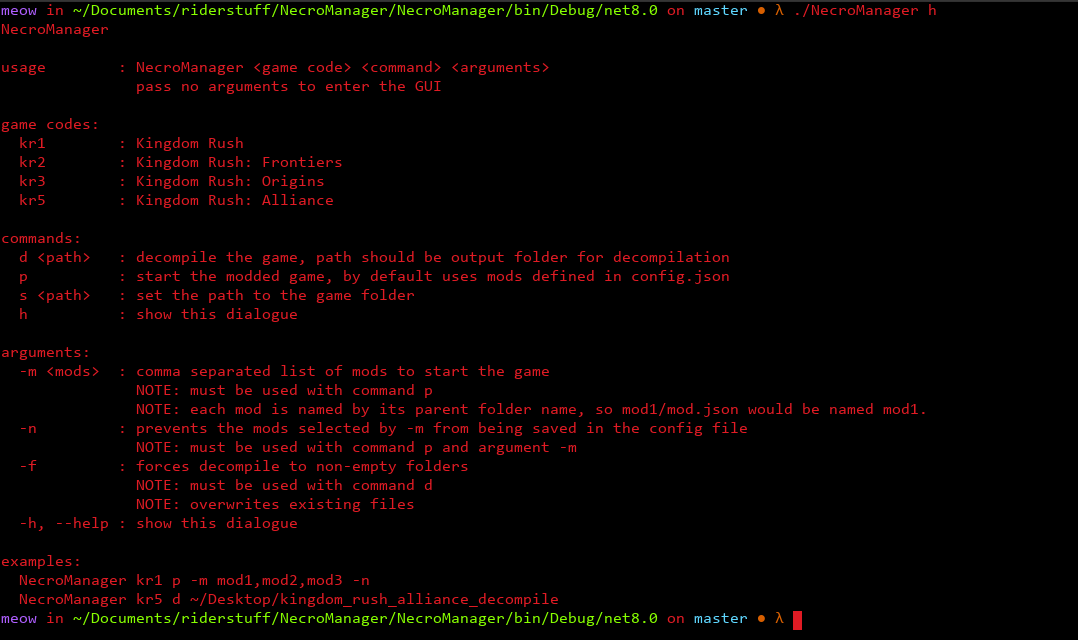 meow in ~/Documents/riderstuff/NecroManager/NecroManager/bin/Debug/net8.0 on master ● λ ./NecroManager h
NecroManager
usage        : NecroManager <game code> <command> <arguments>
               pass no arguments to enter the GUI
game codes:
  kr1        : Kingdom Rush
  kr2        : Kingdom Rush: Frontiers
  kr3        : Kingdom Rush: Origins
  kr5        : Kingdom Rush: Alliance
commands:
  d <path>   : decompile the game, path should be output folder for decompilation
  p          : start the modded game, by default uses mods defined in config.json
  s <path>   : set the path to the game folder
  h          : show this dialogue
arguments:
  -m <mods>  : comma separated list of mods to start the game
               NOTE: must be used with command p
               NOTE: each mod is named by its parent folder name, so mod1/mod.json would be named mod1.
  -n         : prevents the mods selected by -m from being saved in the config file
               NOTE: must be used with command p and argument -m
  -f         : forces decompile to non-empty folders
               NOTE: must be used with command d
               NOTE: overwrites existing files
  -h, --help : show this dialogue
examples:
  NecroManager kr1 p -m mod1,mod2,mod3 -n
  NecroManager kr5 d ~/Desktop/kingdom_rush_alliance_decompile
meow in ~/Documents/riderstuff/NecroManager/NecroManager/bin/Debug/net8.0 on master ● λ